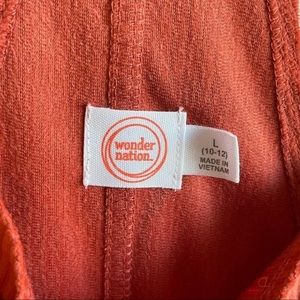 wonder
nation.
L
(10-12)
MADE IN
VIETNAM